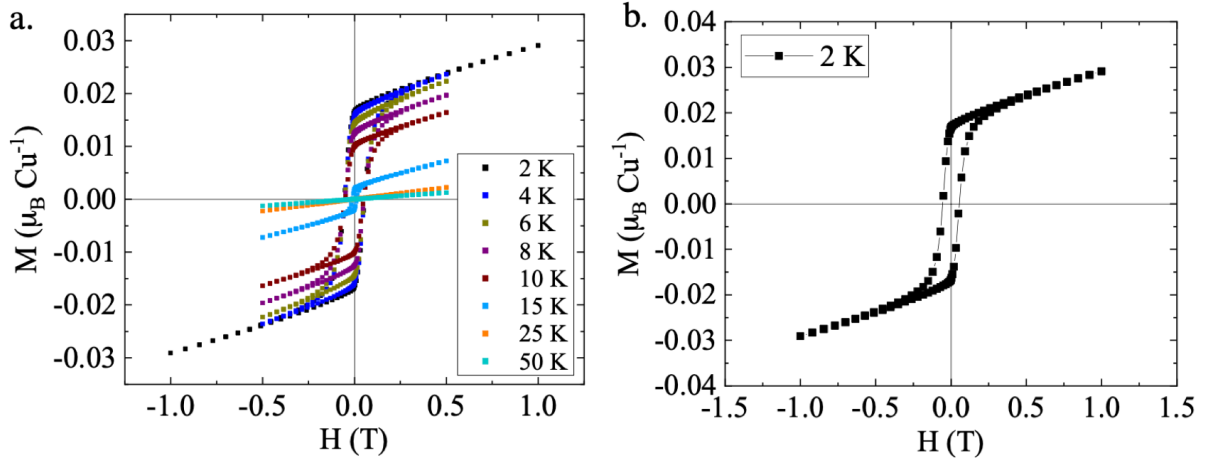 a.
0.03
0.02
0.01
0.00
-0.01
-0.02
-0.03
M (μB Cu-1)
-1.0 -0.5 0.0 0.5 1.0
H (T)
2 K
4 K
6 K
8 K
10 K
15 K
25 K
50 K
b.
0.04
0.03
0.02
0.01
0.00
-0.01
-0.02
-0.03
-0.04
M (μB Cu-1)
-1.5 -1.0 -0.5 0.0 0.5 1.0 1.5
H (T)
2 K